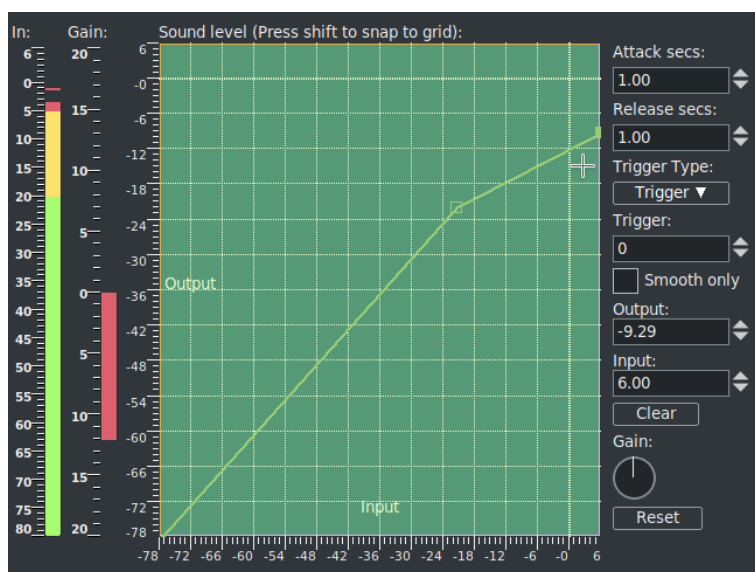 In:
Gain:
Sound level (Press shift to snap to grid):
6
0
5
10
15
20
25
30
35
40
45
50
55
60
65
70
75
80
20
15
10
5
0
5
10
15
20
6
-0
-6
-12
-18
-24
-30
-36
-42
-48
-54
-60
-66
-72
-78
Output
Input
-78 -72 -66 -60 -54 -48 -42 -36 -30 -24 -18 -12 -6 -0 6
Attack secs:
1.00
Release secs:
1.00
Trigger Type:
Trigger ▼
Trigger:
0
Smooth only
Output:
-9.29
Input:
6.00
Clear
Gain:
Reset